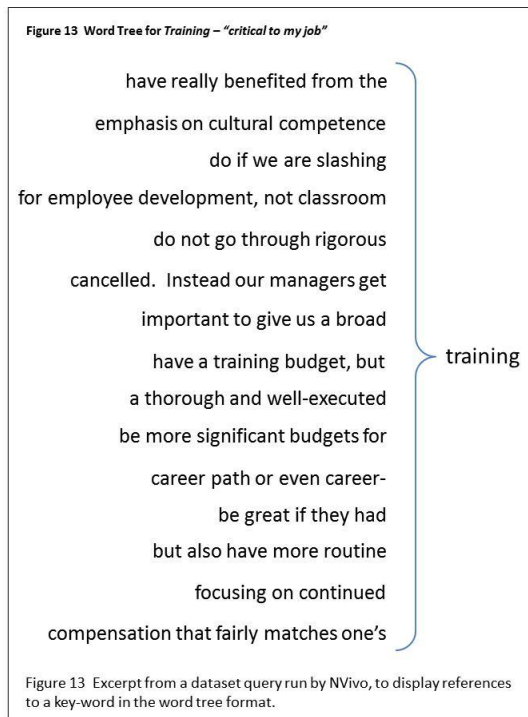 Figure 13 Word Tree for Training – “critical to my job”
have really benefited from the
emphasis on cultural competence
do if we are slashing
for employee development, not classroom
do not go through rigorous
cancelled. Instead our managers get
important to give us a broad
have a training budget, but
training
a thorough and well-executed
be more significant budgets for
career path or even career-
be great if they had
but also have more routine
focusing on continued
compensation that fairly matches one’s
Figure 13 Excerpt from a dataset query run by NVivo, to display references
to a key-word in the word tree format.